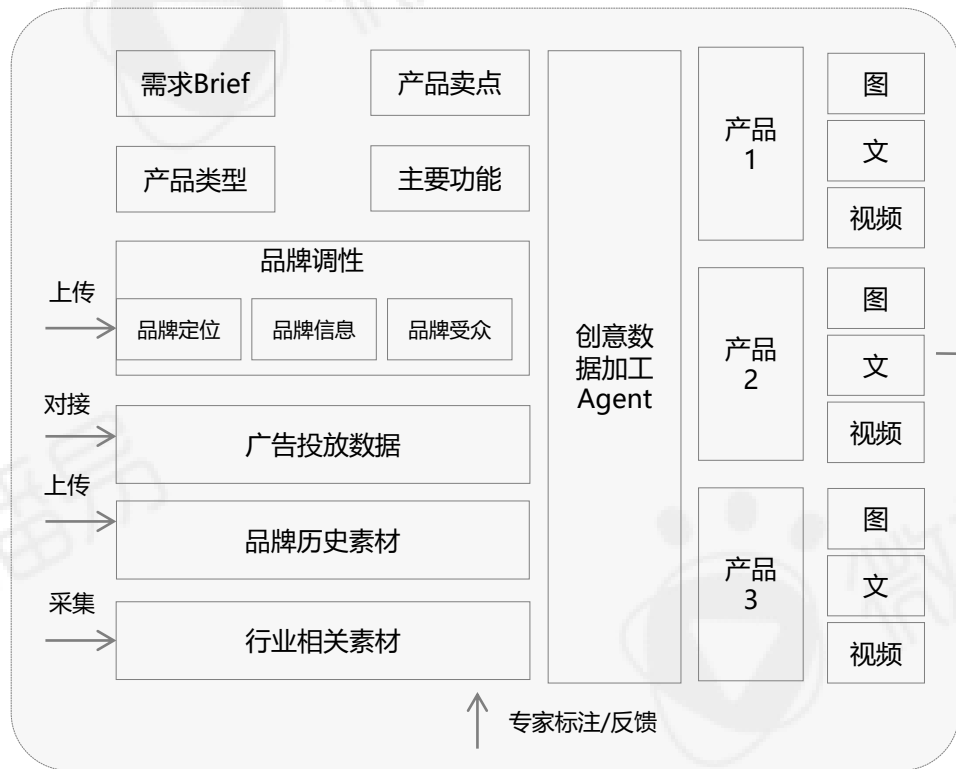 需求Brief
产品卖点
产品类型
主要功能
品牌调性
上传
品牌定位
品牌信息
品牌受众
对接
广告投放数据
上传
品牌历史素材
采集
行业相关素材
专家标注/反馈
创意数
据加工
Agent
产品
1
图
文
视频
产品
2
图
文
视频
产品
3
图
文
视频
番易
微